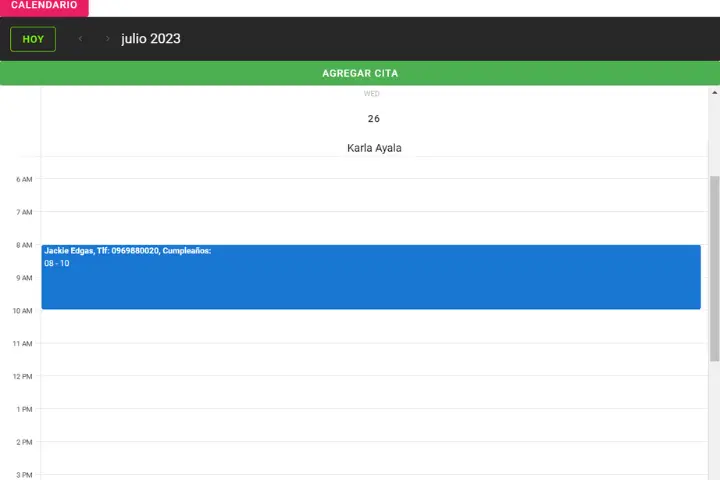 CALENDARIO
HOY
julio 2023
AGREGAR CITA
WED
26
Karla Ayala
6 AM
7 AM
8 AM
Jackie Edgas, Tlf: 0969880020, Cumpleaños:
08 - 10
9 AM
10 AM
11 AM
12 PM
1 PM
2 PM
3 PM